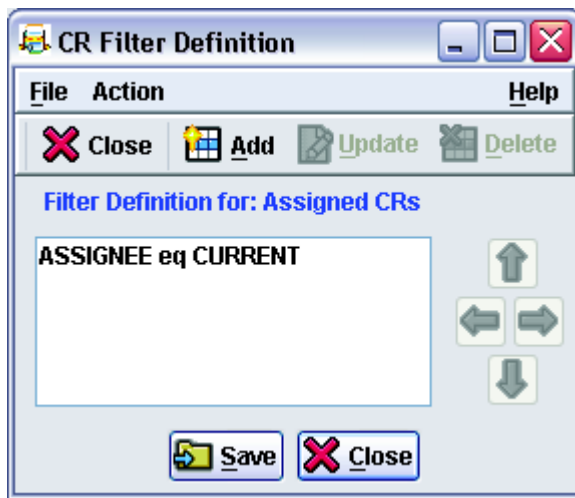 CR Filter Definition
File Action Help
Close Add Update Delete
Filter Definition for: Assigned CRs
ASSIGNEE eq CURRENT
Save Close